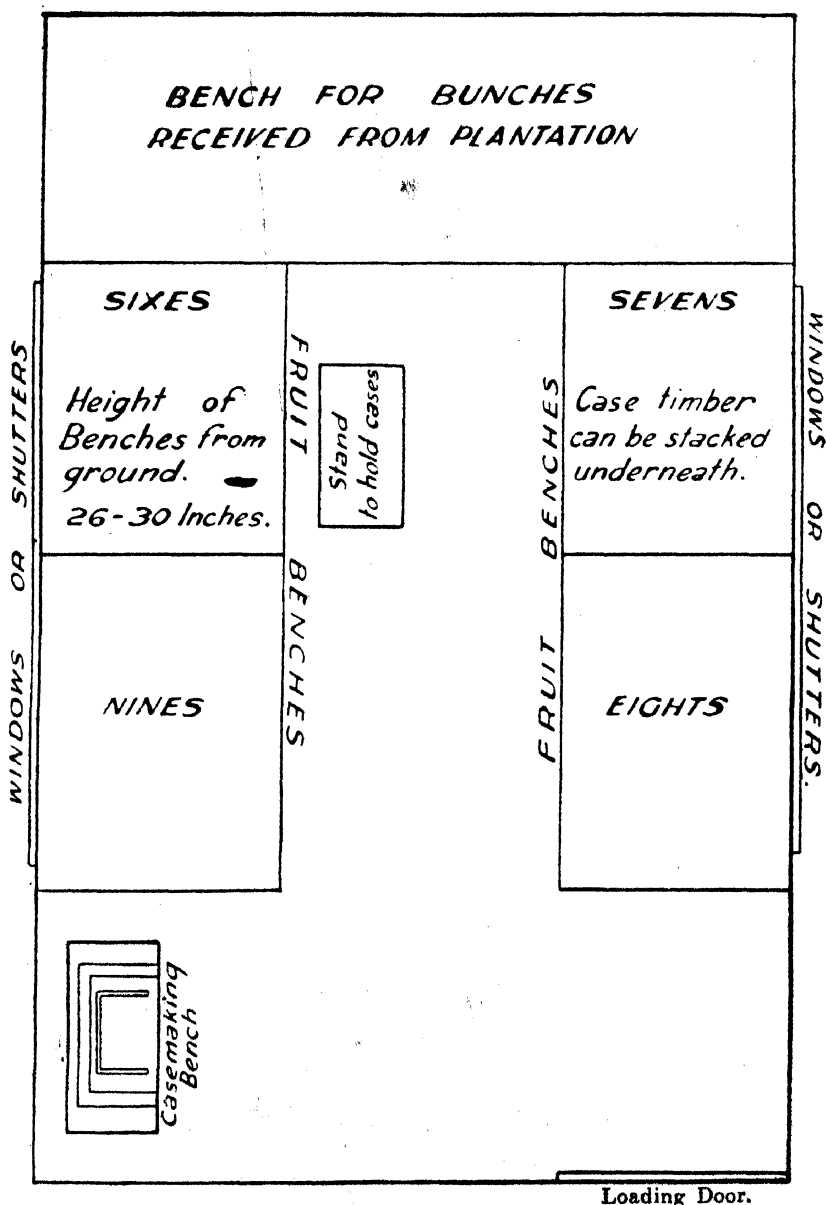 BENCH FOR BUNCHES
RECEIVED FROM PLANTATION
SIXES
Height of
Benches from
ground.
26-30 Inches.
NINES
WINDOWS OR SHUTTERS
FRUIT BENCHES
Stand
to hold cases
FRUIT BENCHES
SEVENS
Case timber
can be stacked
underneath.
EIGHTS
WINDOWS OR SHUTTERS.
Casemaking
Bench
Loading Door.